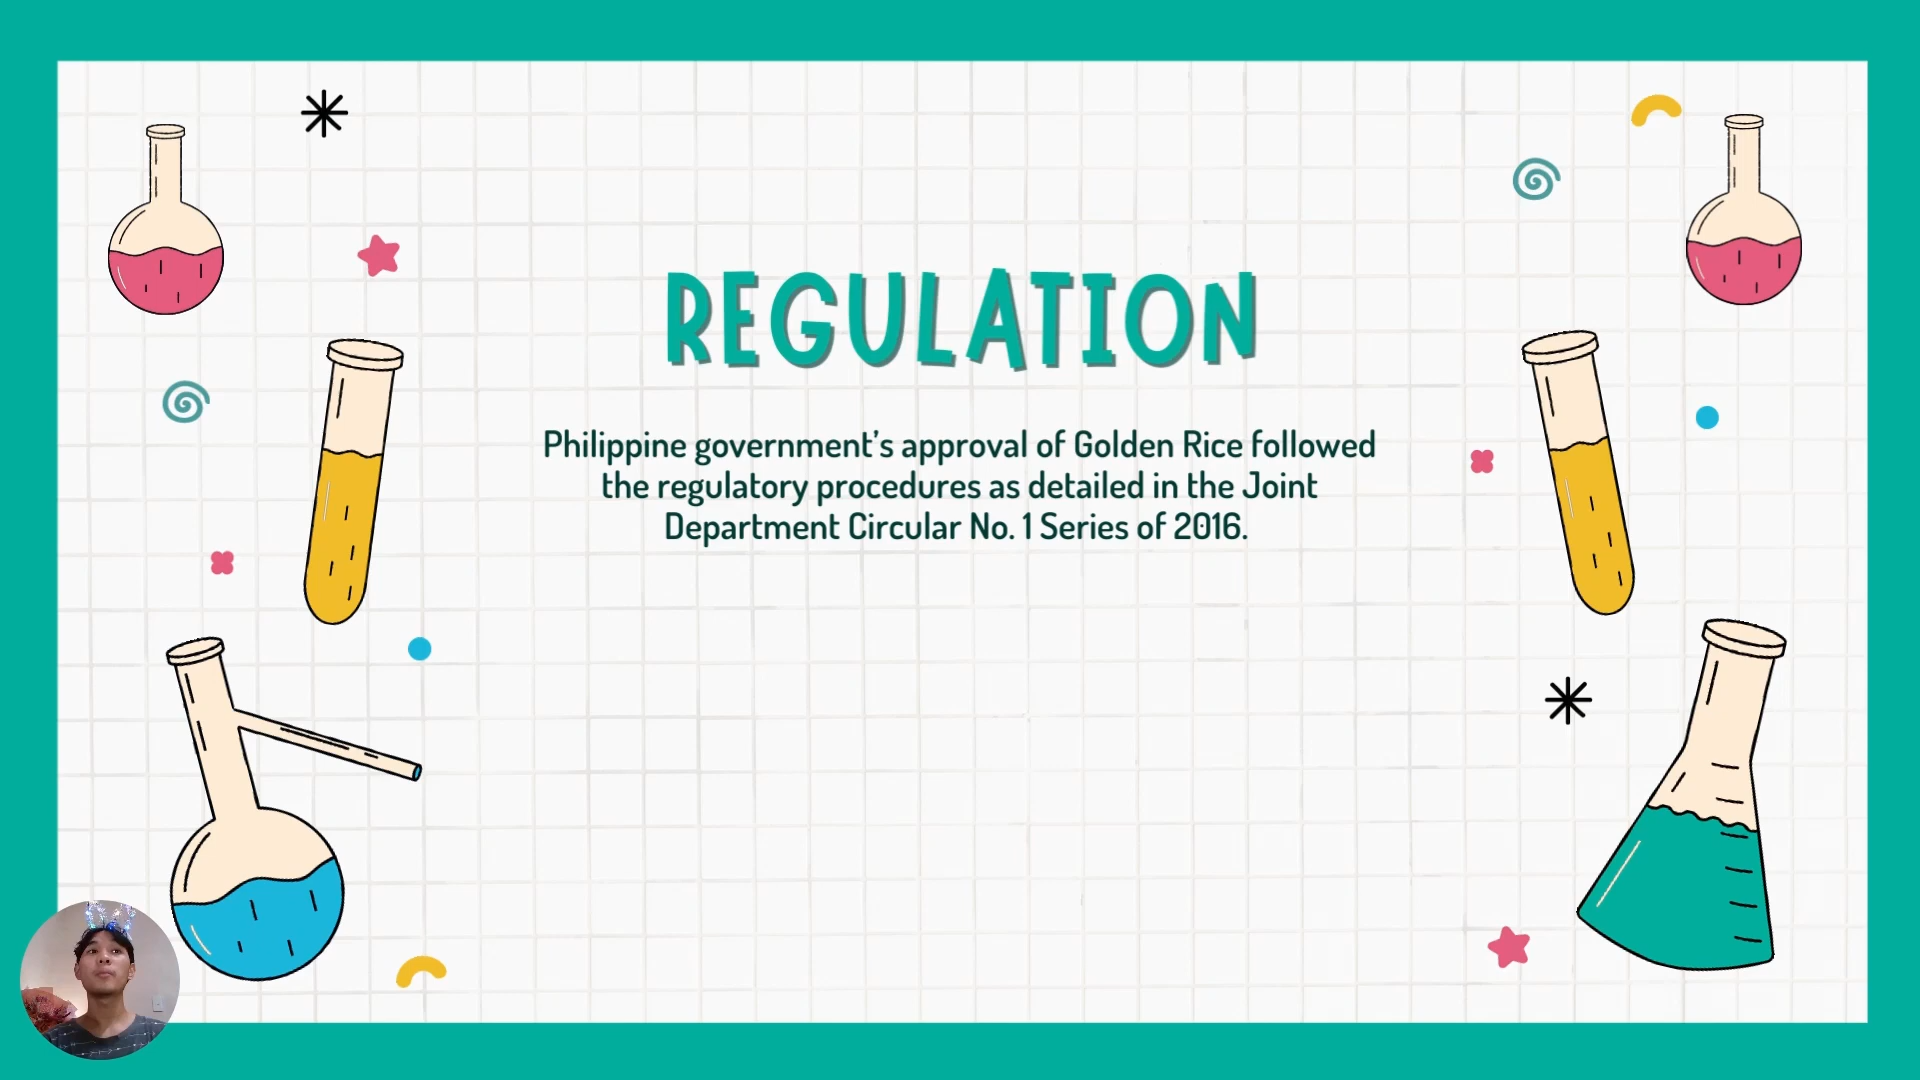 REGULATION
Philippine government's approval of Golden Rice followed
the regulatory procedures as detailed in the Joint
Department Circular No. 1 Series of 2016.